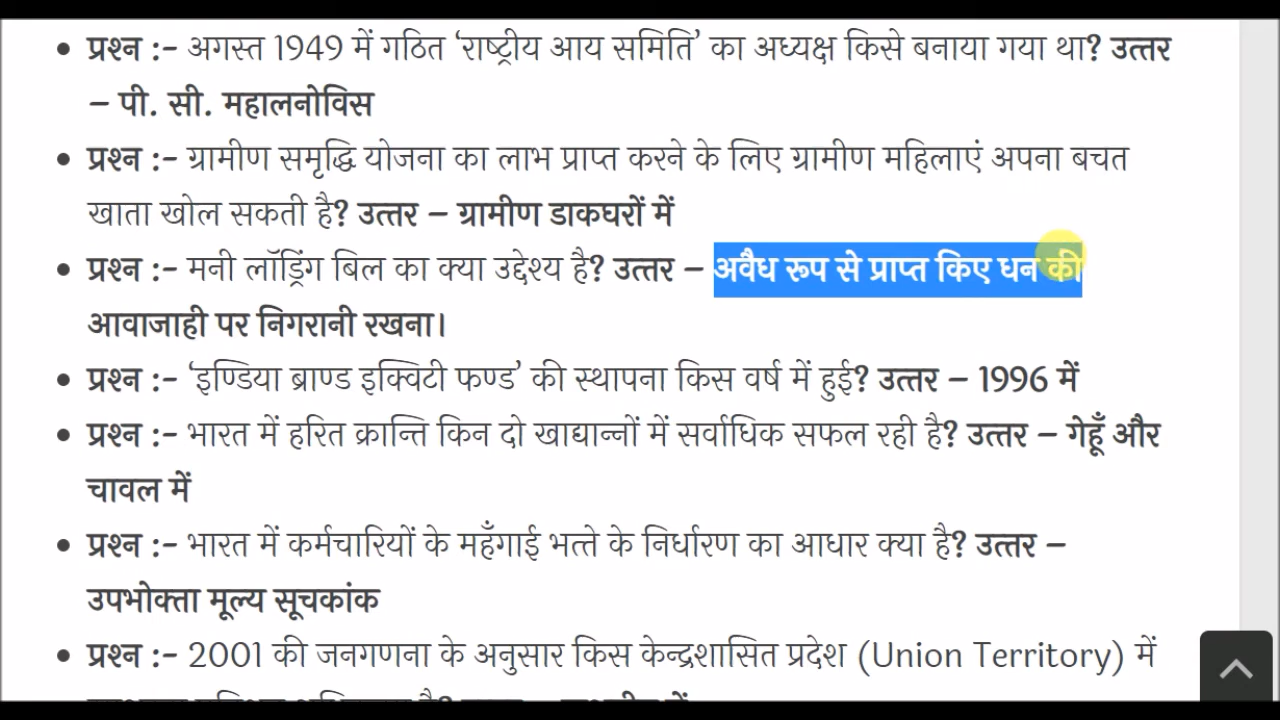 • प्रश्न :- अगस्त 1949 में गठित ‘राष्ट्रीय आय समिति’ का अध्यक्ष किसे बनाया गया था? उत्तर
– पी. सी. महालनोविस
• प्रश्न :- ग्रामीण समृद्धि योजना का लाभ प्राप्त करने के लिए ग्रामीण महिलाएं अपना बचत
खाता खोल सकती है? उत्तर – ग्रामीण डाकघरों में
• प्रश्न :- मनी लॉड्रिंग बिल का क्या उद्देश्य है? उत्तर – अवैध रूप से प्राप्त किए धन की
आवाजाही पर निगरानी रखना।
• प्रश्न :- ‘इण्डिया ब्राण्ड इक्विटी फण्ड’ की स्थापना किस वर्ष में हुई? उत्तर – 1996 में
• प्रश्न :- भारत में हरित क्रान्ति किन दो खाद्यान्नों में सर्वाधिक सफल रही है? उत्तर – गेहूँ और
चावल में
• प्रश्न :- भारत में कर्मचारियों के महँगाई भत्ते के निर्धारण का आधार क्या है? उत्तर –
उपभोक्ता मूल्य सूचकांक
• प्रश्न :- 2001 की जनगणना के अनुसार किस केन्द्रशासित प्रदेश (Union Territory) में